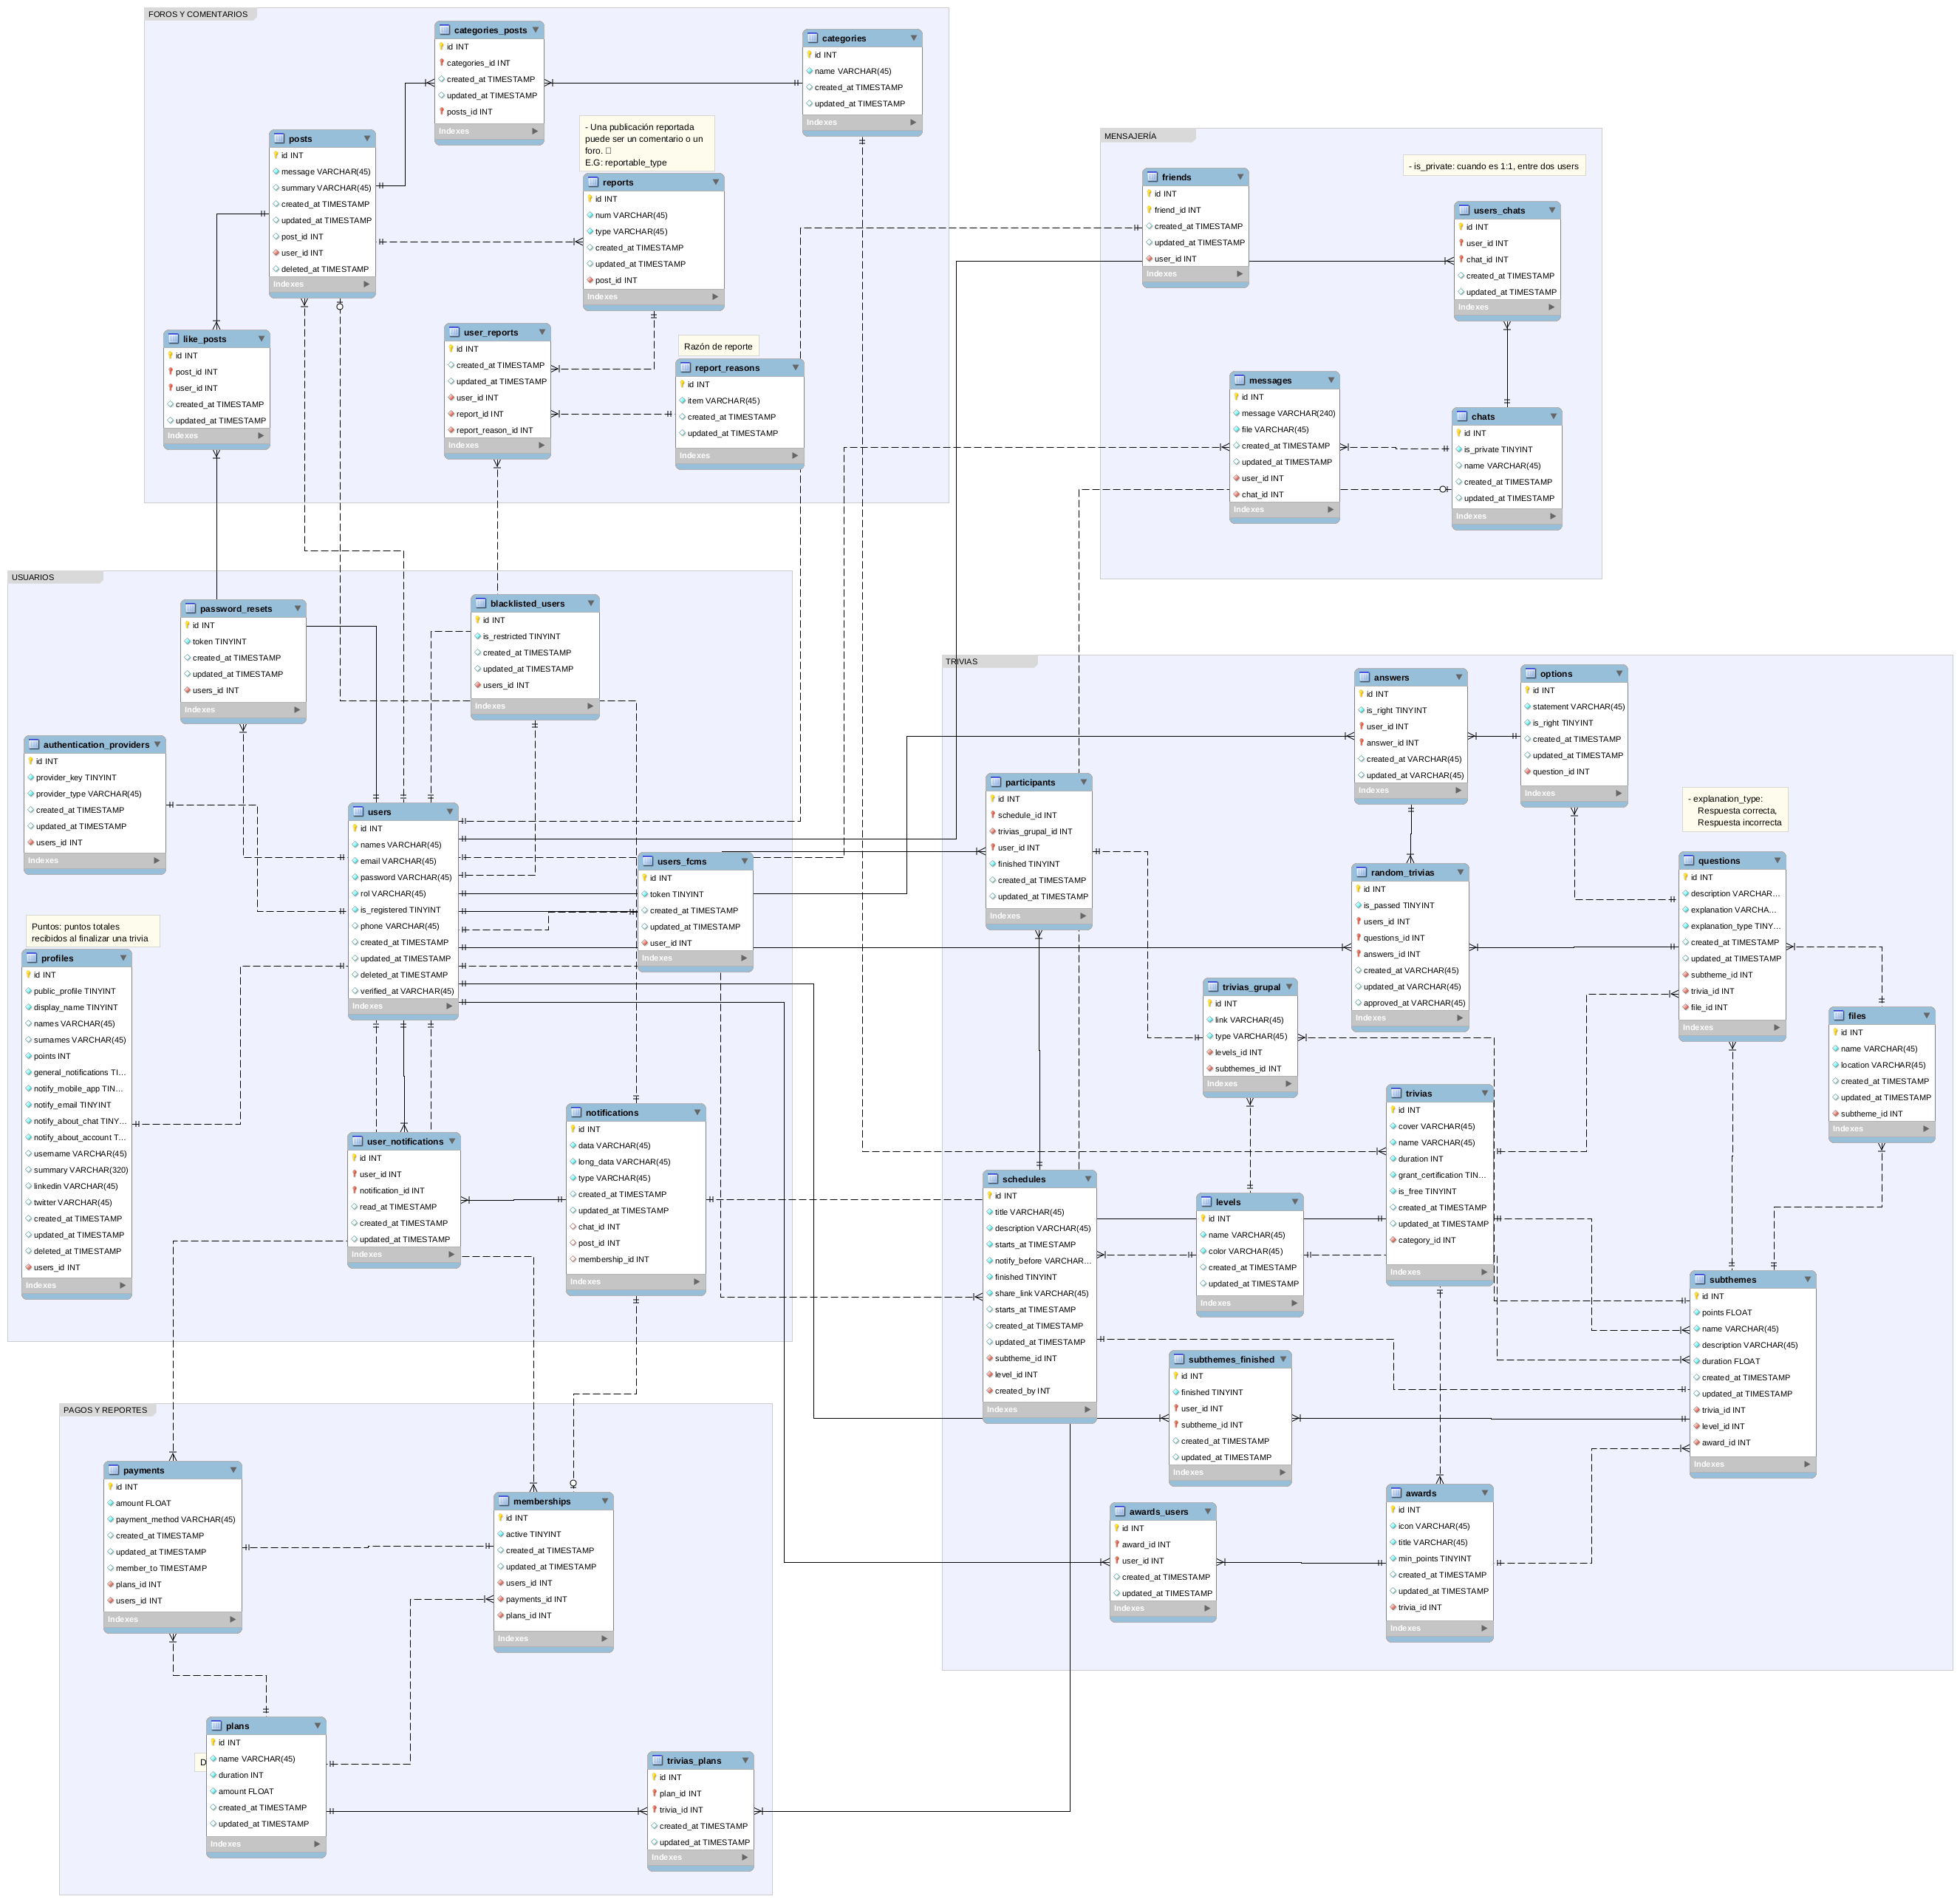 FOROS Y COMENTARIOS
categories_posts
id INT
categories_id INT
created_at TIMESTAMP
updated_at TIMESTAMP
posts_id INT
Indexes
categories
id INT
name VARCHAR(45)
created_at TIMESTAMP
updated_at TIMESTAMP
Indexes
- Una publicación reportada
puede ser un comentario o un
foro.
E.G: reportable_type
posts
id INT
message VARCHAR(45)
summary VARCHAR(45)
created_at TIMESTAMP
updated_at TIMESTAMP
post_id INT
user_id INT
deleted_at TIMESTAMP
Indexes
reports
id INT
num VARCHAR(45)
type VARCHAR(45)
created_at TIMESTAMP
updated_at TIMESTAMP
post_id INT
Indexes
like_posts
id INT
post_id INT
user_id INT
created_at TIMESTAMP
updated_at TIMESTAMP
Indexes
user_reports
id INT
created_at TIMESTAMP
updated_at TIMESTAMP
user_id INT
report_id INT
report_reason_id INT
Indexes
Razón de reporte
report_reasons
id INT
item VARCHAR(45)
created_at TIMESTAMP
updated_at TIMESTAMP
Indexes
MENSAJERÍA
- is_private: cuando es 1:1, entre dos users
friends
id INT
friend_id INT
created_at TIMESTAMP
updated_at TIMESTAMP
user_id INT
Indexes
users_chats
id INT
user_id INT
chat_id INT
created_at TIMESTAMP
updated_at TIMESTAMP
Indexes
messages
id INT
message VARCHAR(240)
file VARCHAR(45)
created_at TIMESTAMP
updated_at TIMESTAMP
user_id INT
chat_id INT
Indexes
chats
id INT
is_private TINYINT
name VARCHAR(45)
created_at TIMESTAMP
updated_at TIMESTAMP
Indexes
USUARIOS
password_resets
id INT
token TINYINT
created_at TIMESTAMP
updated_at TIMESTAMP
users_id INT
Indexes
blacklisted_users
id INT
is_restricted TINYINT
created_at TIMESTAMP
updated_at TIMESTAMP
users_id INT
Indexes
authentication_providers
id INT
provider_key TINYINT
provider_type VARCHAR(45)
created_at TIMESTAMP
updated_at TIMESTAMP
users_id INT
Indexes
users
id INT
names VARCHAR(45)
email VARCHAR(45)
password VARCHAR(45)
rol VARCHAR(45)
is_registered TINYINT
phone VARCHAR(45)
created_at TIMESTAMP
updated_at TIMESTAMP
deleted_at TIMESTAMP
verified_at VARCHAR(45)
Indexes
users_fcms
id INT
token TINYINT
created_at TIMESTAMP
updated_at TIMESTAMP
user_id INT
Indexes
Puntos: puntos totales
recibidos al finalizar una trivia
profiles
id INT
public_profile TINYINT
display_name TINYINT
names VARCHAR(45)
surnames VARCHAR(45)
points INT
general_notifications TI...
notify_mobile_app TIN...
notify_email TINYINT
notify_about_chat TINY...
notify_about_account T...
username VARCHAR(45)
summary VARCHAR(320)
linkedin VARCHAR(45)
twitter VARCHAR(45)
created_at TIMESTAMP
updated_at TIMESTAMP
deleted_at TIMESTAMP
users_id INT
Indexes
user_notifications
id INT
user_id INT
notification_id INT
read_at TIMESTAMP
created_at TIMESTAMP
updated_at TIMESTAMP
Indexes
notifications
id INT
data VARCHAR(45)
long_data VARCHAR(45)
type VARCHAR(45)
created_at TIMESTAMP
updated_at TIMESTAMP
chat_id INT
post_id INT
membership_id INT
Indexes
TRIVIAS
answers
id INT
is_right TINYINT
user_id INT
answer_id INT
created_at VARCHAR(45)
updated_at VARCHAR(45)
Indexes
options
id INT
statement VARCHAR(45)
is_right TINYINT
created_at TIMESTAMP
updated_at TIMESTAMP
question_id INT
Indexes
- explanation_type:
Respuesta correcta,
Respuesta incorrecta
participants
id INT
schedule_id INT
trivias_grupal_id INT
user_id INT
finished TINYINT
created_at TIMESTAMP
updated_at TIMESTAMP
Indexes
random_trivias
id INT
is_passed TINYINT
users_id INT
questions_id INT
answers_id INT
created_at VARCHAR(45)
updated_at VARCHAR(45)
approved_at VARCHAR(45)
Indexes
questions
id INT
description VARCHAR...
explanation VARCHA...
explanation_type TINY...
created_at TIMESTAMP
updated_at TIMESTAMP
subtheme_id INT
trivia_id INT
file_id INT
Indexes
trivias_grupal
id INT
link VARCHAR(45)
type VARCHAR(45)
levels_id INT
subthemes_id INT
Indexes
files
id INT
name VARCHAR(45)
location VARCHAR(45)
created_at TIMESTAMP
updated_at TIMESTAMP
subtheme_id INT
Indexes
trivias
id INT
cover VARCHAR(45)
name VARCHAR(45)
duration INT
grant_certification TIN...
is_free TINYINT
created_at TIMESTAMP
updated_at TIMESTAMP
category_id INT
Indexes
schedules
id INT
title VARCHAR(45)
description VARCHAR(45)
starts_at TIMESTAMP
notify_before VARCHAR...
finished TINYINT
share_link VARCHAR(45)
starts_at TIMESTAMP
created_at TIMESTAMP
updated_at TIMESTAMP
subtheme_id INT
level_id INT
created_by INT
Indexes
levels
id INT
name VARCHAR(45)
color VARCHAR(45)
created_at TIMESTAMP
updated_at TIMESTAMP
Indexes
subthemes
id INT
points FLOAT
name VARCHAR(45)
description VARCHAR(45)
duration FLOAT
created_at TIMESTAMP
updated_at TIMESTAMP
trivia_id INT
level_id INT
award_id INT
Indexes
subthemes_finished
id INT
finished TINYINT
user_id INT
subtheme_id INT
created_at TIMESTAMP
updated_at TIMESTAMP
Indexes
awards_users
id INT
award_id INT
user_id INT
created_at TIMESTAMP
updated_at TIMESTAMP
Indexes
awards
id INT
icon VARCHAR(45)
title VARCHAR(45)
min_points TINYINT
created_at TIMESTAMP
updated_at TIMESTAMP
trivia_id INT
Indexes
PAGOS Y REPORTES
payments
id INT
amount FLOAT
payment_method VARCHAR(45)
created_at TIMESTAMP
updated_at TIMESTAMP
member_to TIMESTAMP
plans_id INT
users_id INT
Indexes
memberships
id INT
active TINYINT
created_at TIMESTAMP
updated_at TIMESTAMP
users_id INT
payments_id INT
plans_id INT
Indexes
plans
id INT
name VARCHAR(45)
duration INT
amount FLOAT
created_at TIMESTAMP
updated_at TIMESTAMP
Indexes
trivias_plans
id INT
plan_id INT
trivia_id INT
created_at TIMESTAMP
updated_at TIMESTAMP
Indexes